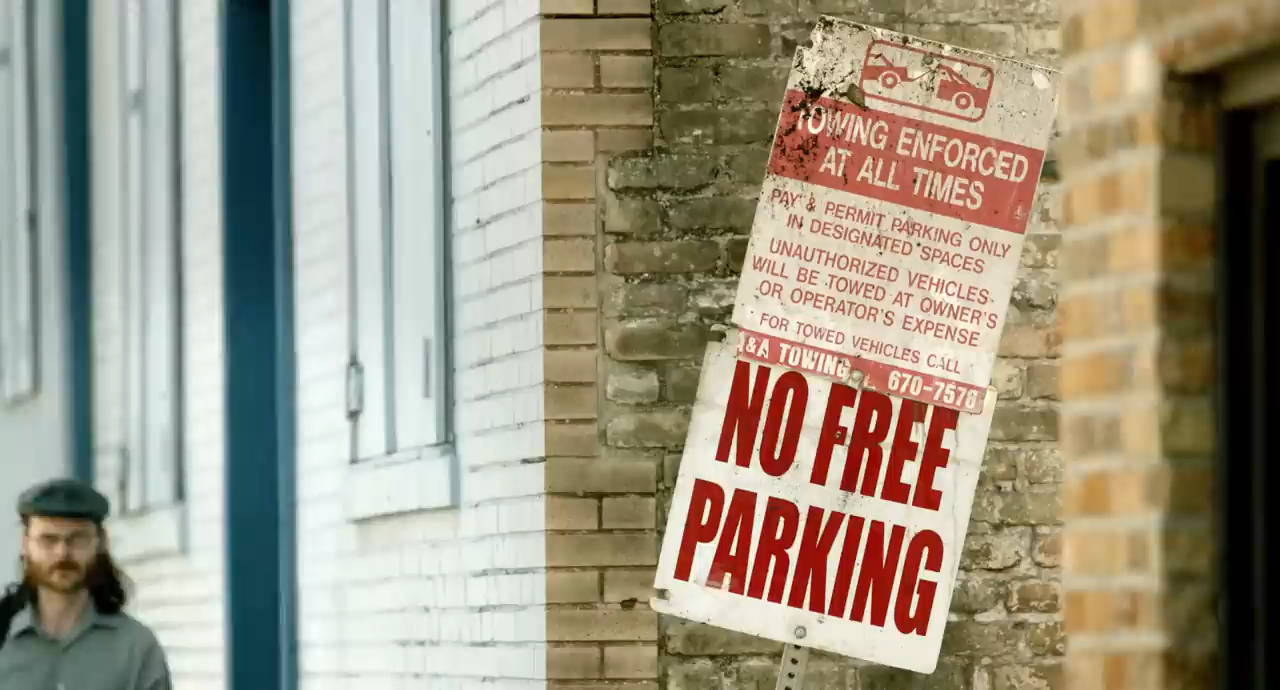 TOWING ENFORCED
AT ALL TIMES
PAY & PERMIT PARKING ONLY
IN DESIGNATED SPACES
UNAUTHORIZED VEHICLES
WILL BE TOWED AT OWNER'S
OR OPERATOR'S EXPENSE
FOR TOWED VEHICLES CALL
&A TOWING 670-7578
NO FREE
PARKING